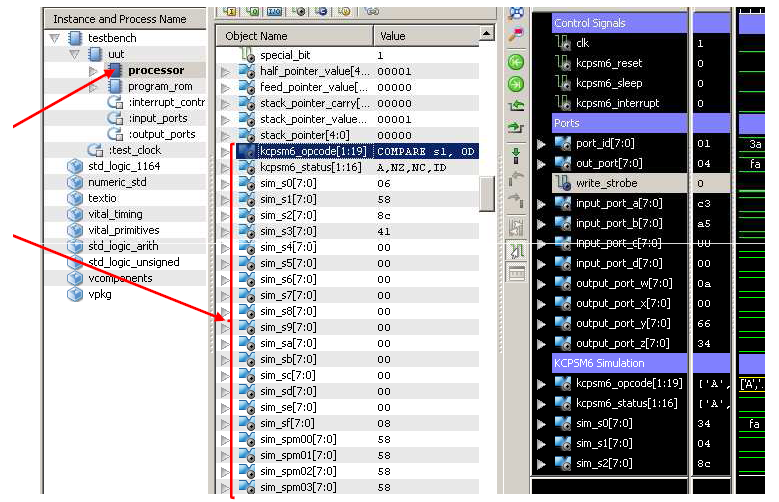 Instance and Process Name
testbench
uut
processor
program_rom
:interrupt_contr
:input_ports
:output_ports
:test_clock
std_logic_1164
numeric_std
textio
vital_timing
vital_primitives
std_logic_arith
std_logic_unsigned
vcomponents
vpkg
Object Name Value
special_bit 1
half_pointer_value[4... 00001
feed_pointer_value[... 00000
stack_pointer_carry[... 00000
stack_pointer_value... 00001
stack_pointer[4:0] 00000
kcpsm6_opcode[1:19] COMPARE s1, 0D
kcpsm6_status[1:16] A,NZ,NC,ID
sim_s0[7:0] 06
sim_s1[7:0] 58
sim_s2[7:0] 8c
sim_s3[7:0] 41
sim_s4[7:0] 00
sim_s5[7:0] 00
sim_s6[7:0] 00
sim_s7[7:0] 00
sim_s8[7:0] 00
sim_s9[7:0] 00
sim_sa[7:0] 00
sim_sb[7:0] 00
sim_sc[7:0] 00
sim_sd[7:0] 00
sim_se[7:0] 00
sim_sf[7:0] 08
sim_spm00[7:0] 58
sim_spm01[7:0] 58
sim_spm02[7:0] 58
sim_spm03[7:0] 58
Control Signals
clk 1
kcpsm6_reset 0
kcpsm6_sleep 0
kcpsm6_interrupt 0
Ports
port_id[7:0] 01 3a
out_port[7:0] 04 fa
write_strobe 0
input_port_a[7:0] c3
input_port_b[7:0] a5
input_port_c[7:0] 00
input_port_d[7:0] 00
output_port_w[7:0] 0a
output_port_x[7:0] 00
output_port_y[7:0] 66
output_port_z[7:0] 34
KCPSM6 Simulation
kcpsm6_opcode[1:19] ['A', ['A','.
kcpsm6_status[1:16] ['A',
sim_s0[7:0] 34 fa
sim_s1[7:0] 04
sim_s2[7:0] 8c